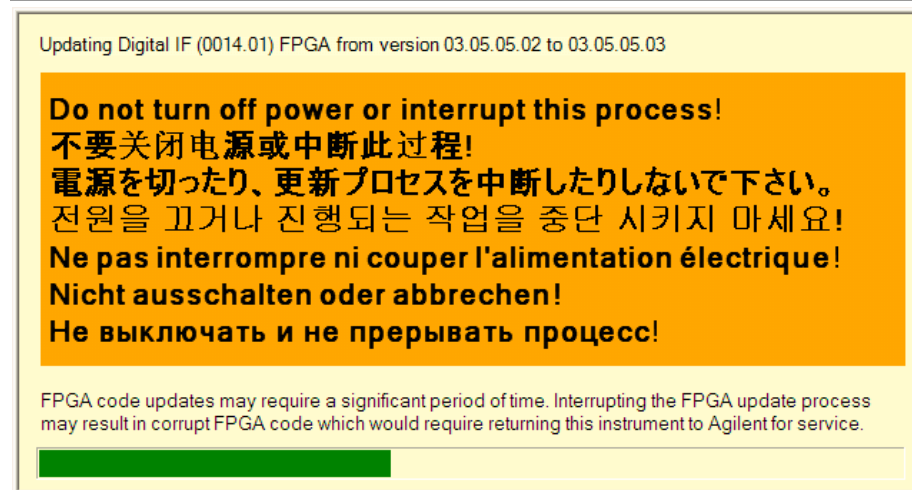 Updating Digital IF (0014.01) FPGA from version 03.05.05.02 to 03.05.05.03
Do not turn off power or interrupt this process!
不要关闭电源或中断此过程!
電源を切ったり、更新プロセスを中断したりしないで下さい。
전원을 끄거나 진행되는 작업을 중단 시키지 마세요!
Ne pas interrompre ni couper l'alimentation électrique!
Nicht ausschalten oder abbrechen!
Не выключать и не прерывать процесс!
FPGA code updates may require a significant period of time. Interrupting the FPGA update process
may result in corrupt FPGA code which would require returning this instrument to Agilent for service.